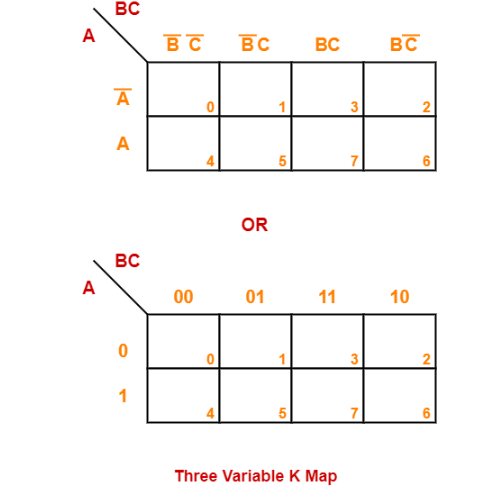 BC
A
B̅ C̅ B̅ C BC BC̅
A̅
0 1 3 2
A
4 5 7 6
OR
BC
A
00 01 11 10
0
0 1 3 2
1
4 5 7 6
Three Variable K Map